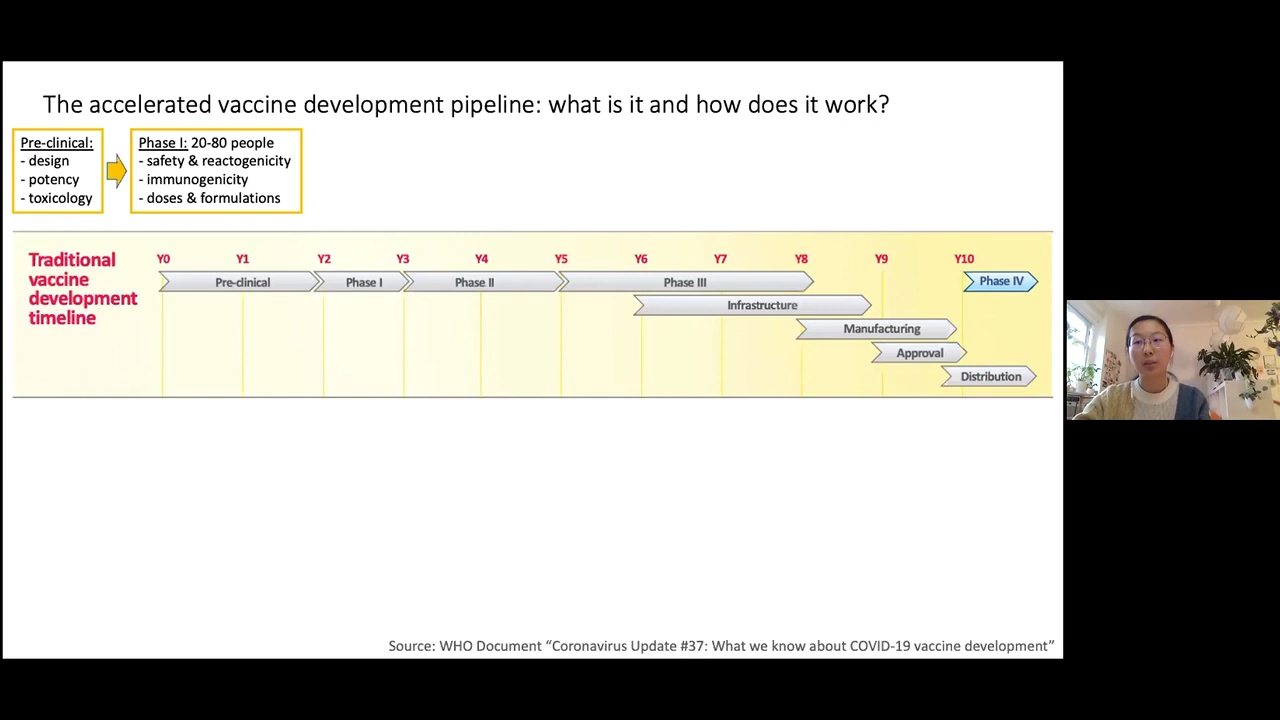 The accelerated vaccine development pipeline: what is it and how does it work?
Pre-clinical:
- design
- potency
- toxicology
Phase I: 20-80 people
- safety & reactogenicity
- immunogenicity
- doses & formulations
Traditional
vaccine
development
timeline
Y0 Y1 Y2 Y3 Y4 Y5 Y6 Y7 Y8 Y9 Y10
Pre-clinical Phase I Phase II Phase III Phase IV
Infrastructure
Manufacturing
Approval
Distribution
Source: WHO Document “Coronavirus Update #37: What we know about COVID-19 vaccine development”